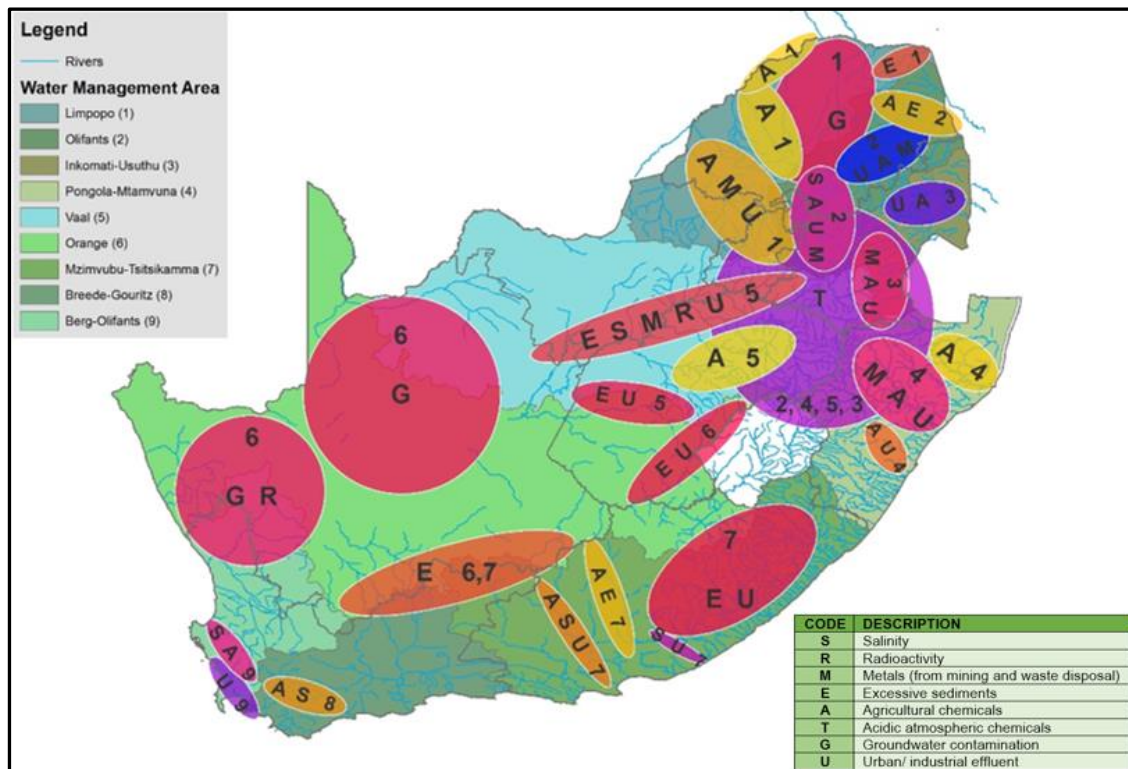 Legend
Rivers
Water Management Area
Limpopo (1)
Olifants (2)
Inkomati-Usuthu (3)
Pongola-Mtamvuna (4)
Vaal (5)
Orange (6)
Mzimvubu-Tsitsikamma (7)
Breede-Gouritz (8)
Berg-Olifants (9)
A 1
1
G
E 1
A 1
A E 2
2
U A M
A M U 1
S A U M 2
U A 3
M A U 3
T
E S M R U 5
A 5
A 4
4
M A U
2, 4, 5, 3
6
G
E U 5
E U 6
A U 4
6
G R
7
E U
E 6,7
A E 7
A S U 7
S U 7
S A 9
U 9
A S 8
CODE DESCRIPTION
S Salinity
R Radioactivity
M Metals (from mining and waste disposal)
E Excessive sediments
A Agricultural chemicals
T Acidic atmospheric chemicals
G Groundwater contamination
U Urban/ industrial effluent